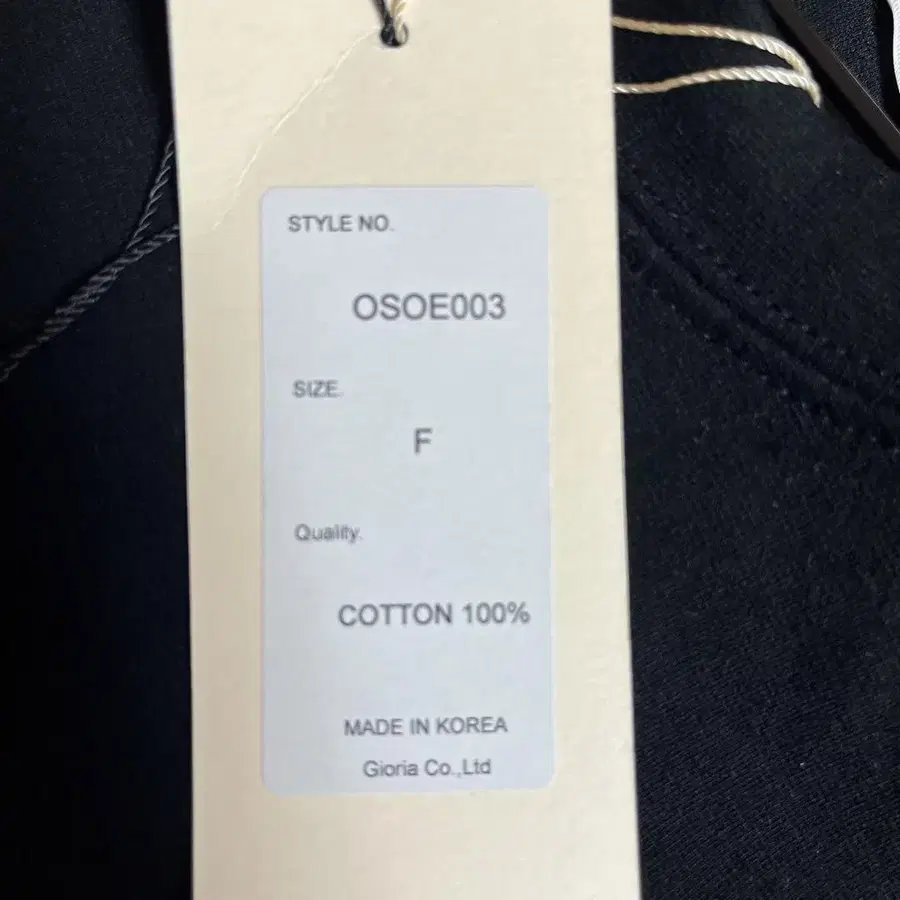 STYLE NO.
OSOE003
SIZE.
F
Quality.
COTTON 100%
MADE IN KOREA
Gioria Co.,Ltd